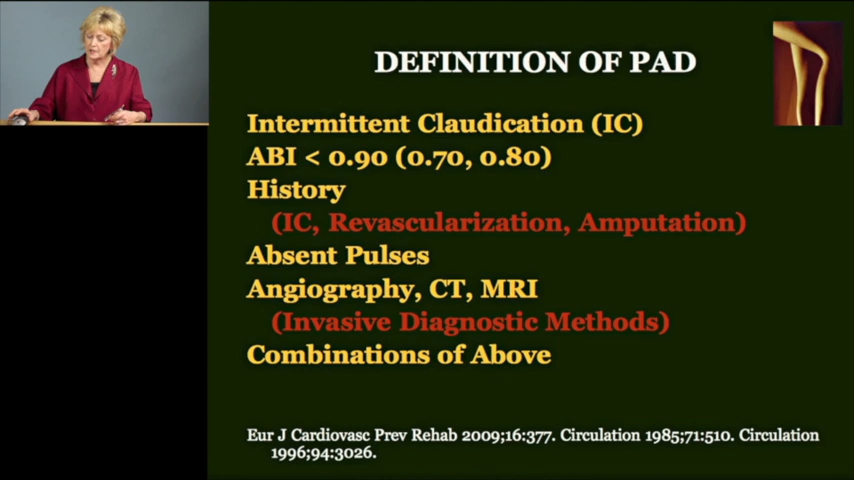 DEFINITION OF PAD
Intermittent Claudication (IC)
ABI < 0.90 (0.70, 0.80)
History
(IC, Revascularization, Amputation)
Absent Pulses
Angiography, CT, MRI
(Invasive Diagnostic Methods)
Combinations of Above
Eur J Cardiovasc Prev Rehab 2009;16:377. Circulation 1985;71:510. Circulation
1996;94:3026.